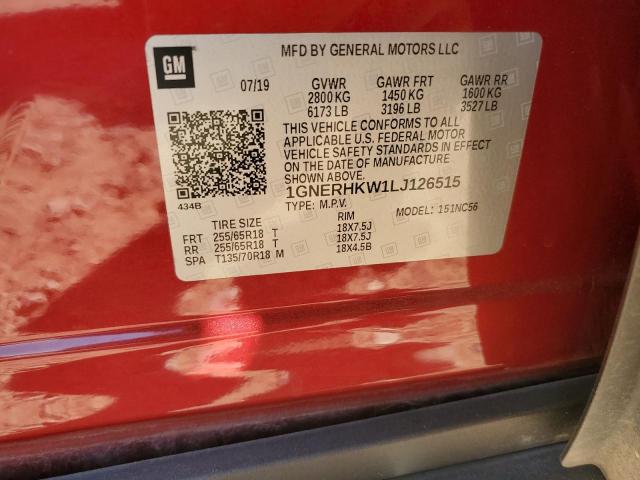 GM
MFD BY GENERAL MOTORS LLC
07/19 GVWR GAWR FRT GAWR RR
2800 KG 1450 KG 1600 KG
6173 LB 3196 LB 3527 LB
THIS VEHICLE CONFORMS TO ALL
APPLICABLE U.S. FEDERAL MOTOR
VEHICLE SAFETY STANDARDS IN EFFECT
ON THE DATE OF MANUFACTURE
SHOWN ABOVE.
1GNERHKW1LJ126515
434B
TYPE: M.P.V. MODEL: 151NC56
TIRE SIZE RIM
FRT 255/65R18 T 18X7.5J
RR 255/65R18 T 18X7.5J
SPA T135/70R18 M 18X4.5B